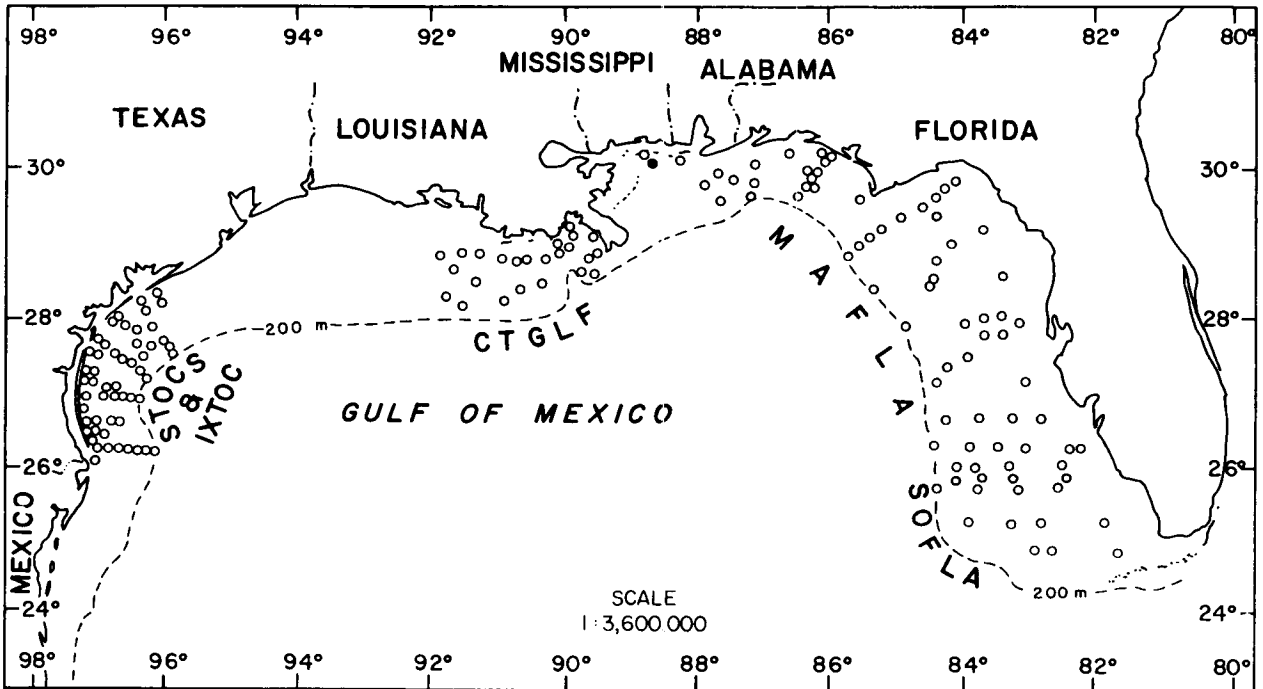 98° 96° 94° 92° 90° 88° 86° 84° 82° 80°
MISSISSIPPI ALABAMA
TEXAS LOUISIANA FLORIDA
30° 30°
MAFLA
28° 200 m 28°
CTGLF
STOCS
&
IXTOC
GULF OF MEXICO
26° 26°
SOFLA
MEXICO
200 m
24° 24°
SCALE
1:3,600,000
98° 96° 94° 92° 90° 88° 86° 84° 82° 80°